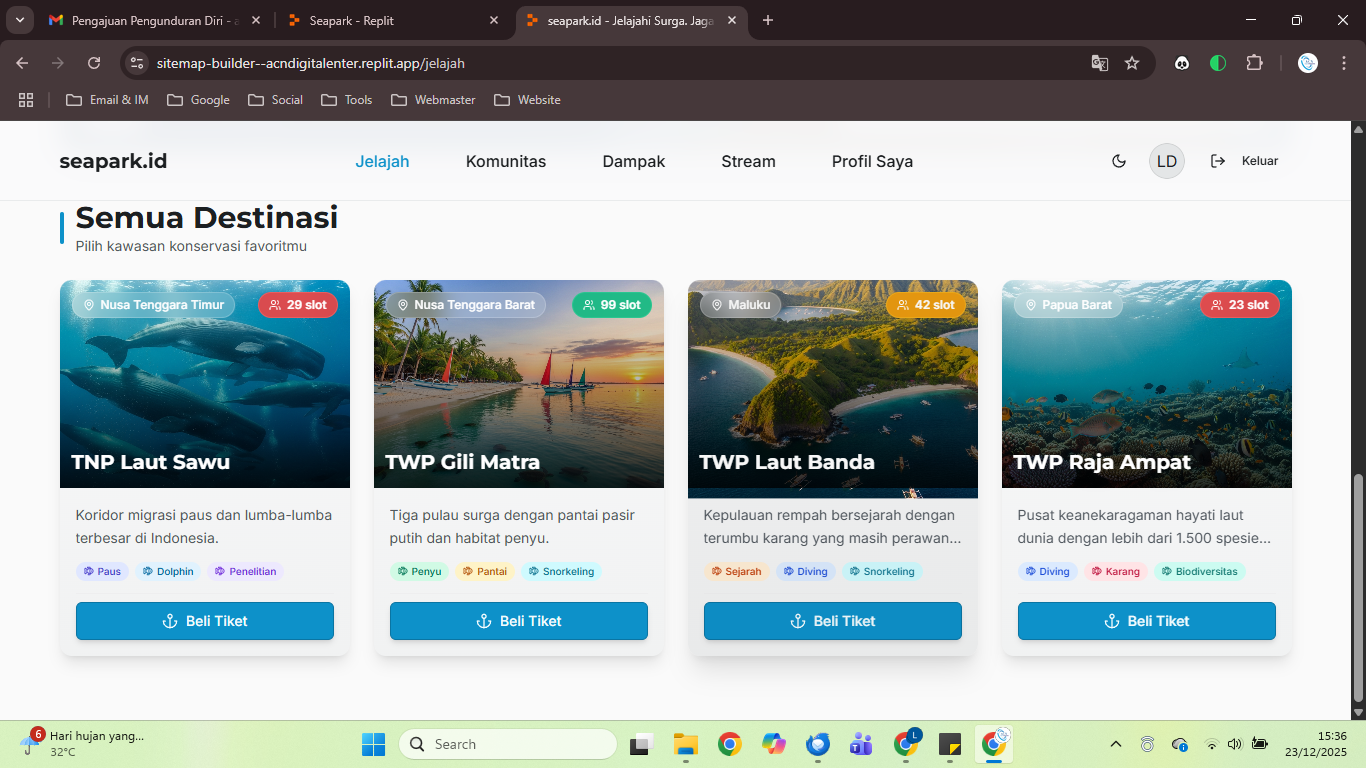 Pengajuan Pengunduran Diri - a
Seapark - Replit
seapark.id - Jelajahi Surga. Jaga
sitemap-builder--acndigitalenter.replit.app/jelajah
Email & IM
Google
Social
Tools
Webmaster
Website
seapark.id
Jelajah
Komunitas
Dampak
Stream
Profil Saya
LD
Keluar
Semua Destinasi
Pilih kawasan konservasi favoritmu
Nusa Tenggara Timur
29 slot
TNP Laut Sawu
Koridor migrasi paus dan lumba-lumba
terbesar di Indonesia.
Paus
Dolphin
Penelitian
Beli Tiket
Nusa Tenggara Barat
99 slot
TWP Gili Matra
Tiga pulau surga dengan pantai pasir
putih dan habitat penyu.
Penyu
Pantai
Snorkeling
Beli Tiket
Maluku
42 slot
TWP Laut Banda
Kepulauan rempah bersejarah dengan
terumbu karang yang masih perawan...
Sejarah
Diving
Snorkeling
Beli Tiket
Papua Barat
23 slot
TWP Raja Ampat
Pusat keanekaragaman hayati laut
dunia dengan lebih dari 1.500 spesie...
Diving
Karang
Biodiversitas
Beli Tiket
6
Hari hujan yang...
32°C
Search
L
15:36
23/12/2025